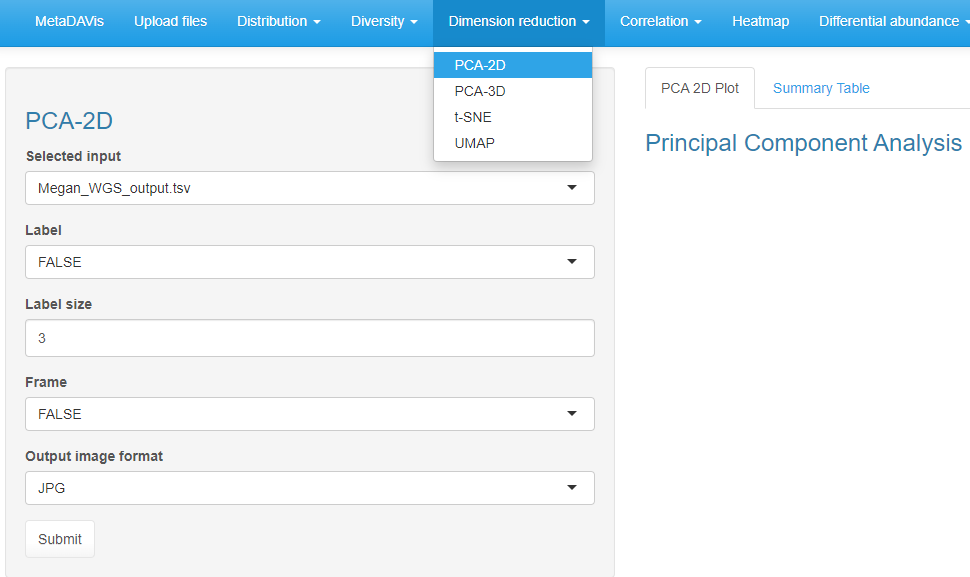 MetaDAVis Upload files Distribution Diversity Dimension reduction Correlation Heatmap Differential abundance
PCA-2D
PCA-3D
t-SNE
UMAP
PCA-2D
Selected input
Megan_WGS_output.tsv
Label
FALSE
Label size
3
Frame
FALSE
Output image format
JPG
Submit
PCA 2D Plot Summary Table
Principal Component Analysis